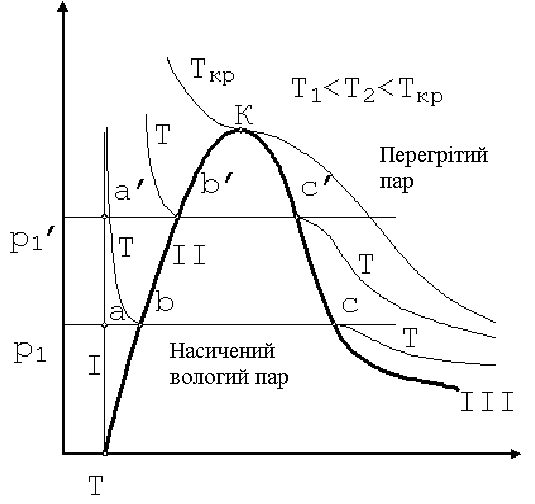 Tкр
T1<T2<Tкр
К
T
Перегрітий
пар
a′
b′
c′
p1′
T
II
T
a
b
c
T
p1
I
Насичений
вологий пар
III
T